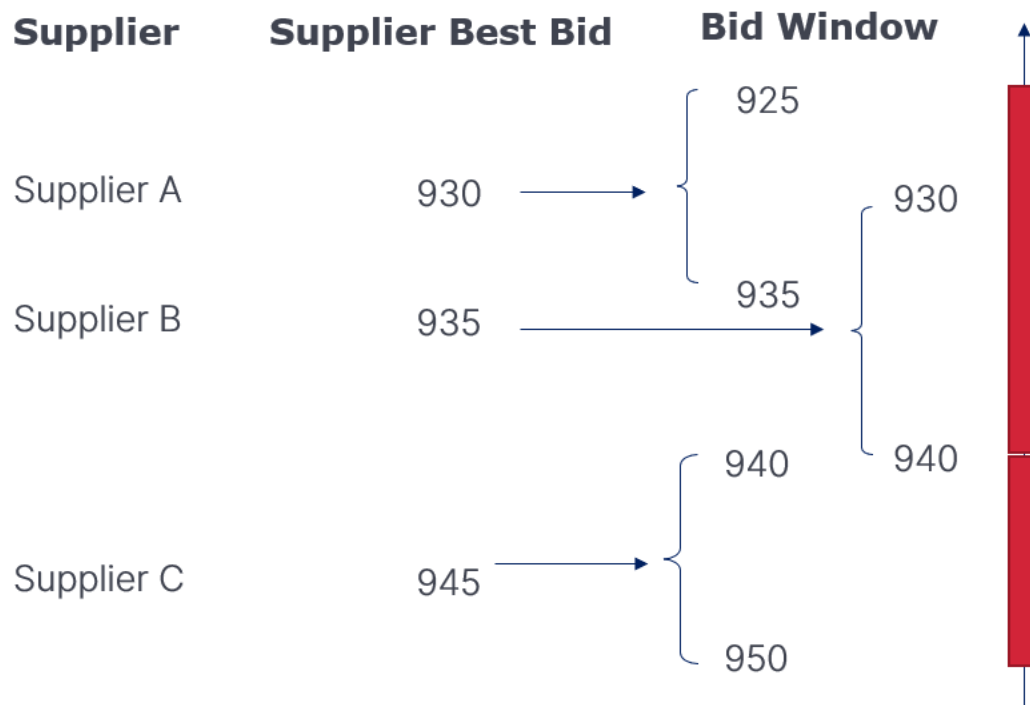 Supplier Supplier Best Bid Bid Window
925
Supplier A 930 930
935
Supplier B 935
940 940
Supplier C 945
950